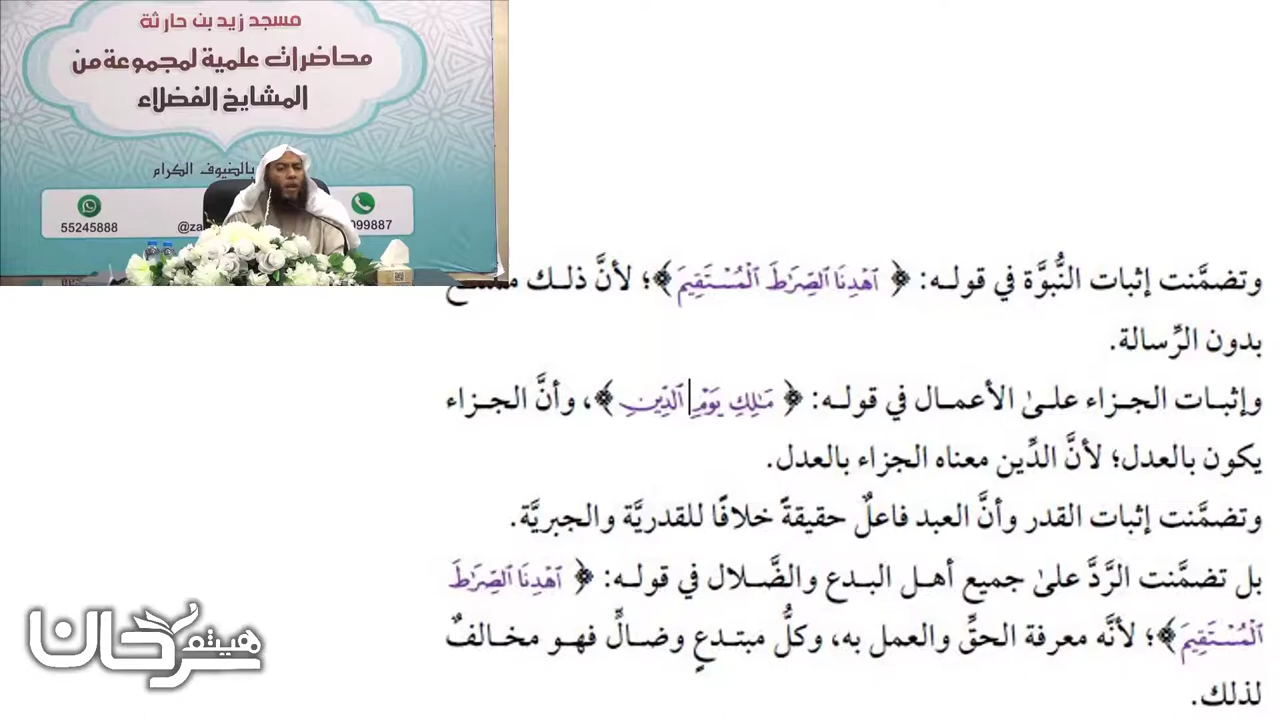 مسجد زيد بن حارثة
محاضرات علمية لمجموعة من
المشايخ الفضلاء
بالضيوف الكرام
55245888
@za
099887
وتضمَّنت إثبات النُّبوَّة في قولـه: ﴿ ٱهْدِنَا ٱلصِّرَٰطَ ٱلْمُسْتَقِيمَ ﴾؛ لأنَّ ذلـك
بدون الرِّسالة.
وإثبـات الجـزاء علـىٰ الأعمـال في قولـه: ﴿ مَـٰلِكِ يَوْمِ ٱلدِّينِ ﴾، وأنَّ الجـزاء
يكون بالعدل؛ لأنَّ الدِّين معناه الجزاء بالعدل.
وتضمَّنت إثبات القدر وأنَّ العبد فاعلٌ حقيقةً خلافًا للقدريَّة والجبريَّة.
بل تضمَّنت الرَّدَّ علىٰ جميع أهـل البـدع والضَّـلال في قولـه: ﴿ ٱهْدِنَا ٱلصِّرَٰطَ
ٱلْمُسْتَقِيمَ ﴾؛ لأنَّه معرفة الحقِّ والعمل به، وكلُّ مبتـدعٍ وضـالٍّ فهـو مخـالفٌ
لذلك.
هيثم
سرحان